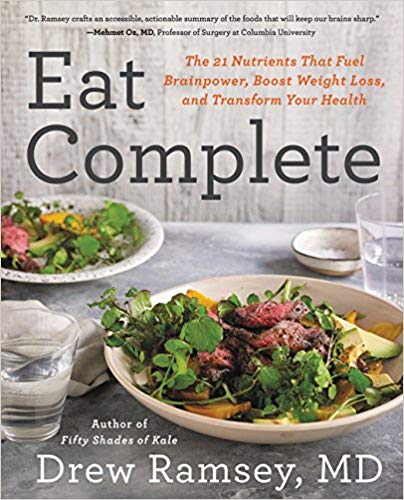 "Dr. Ramsey crafts an accessible, actionable summary of the foods that will keep our brains sharp."
—Mehmet Oz, MD, Professor of Surgery at Columbia University
Eat
Complete
The 21 Nutrients That Fuel
Brainpower, Boost Weight Loss,
and Transform Your Health
Author of
Fifty Shades of Kale
Drew Ramsey, MD